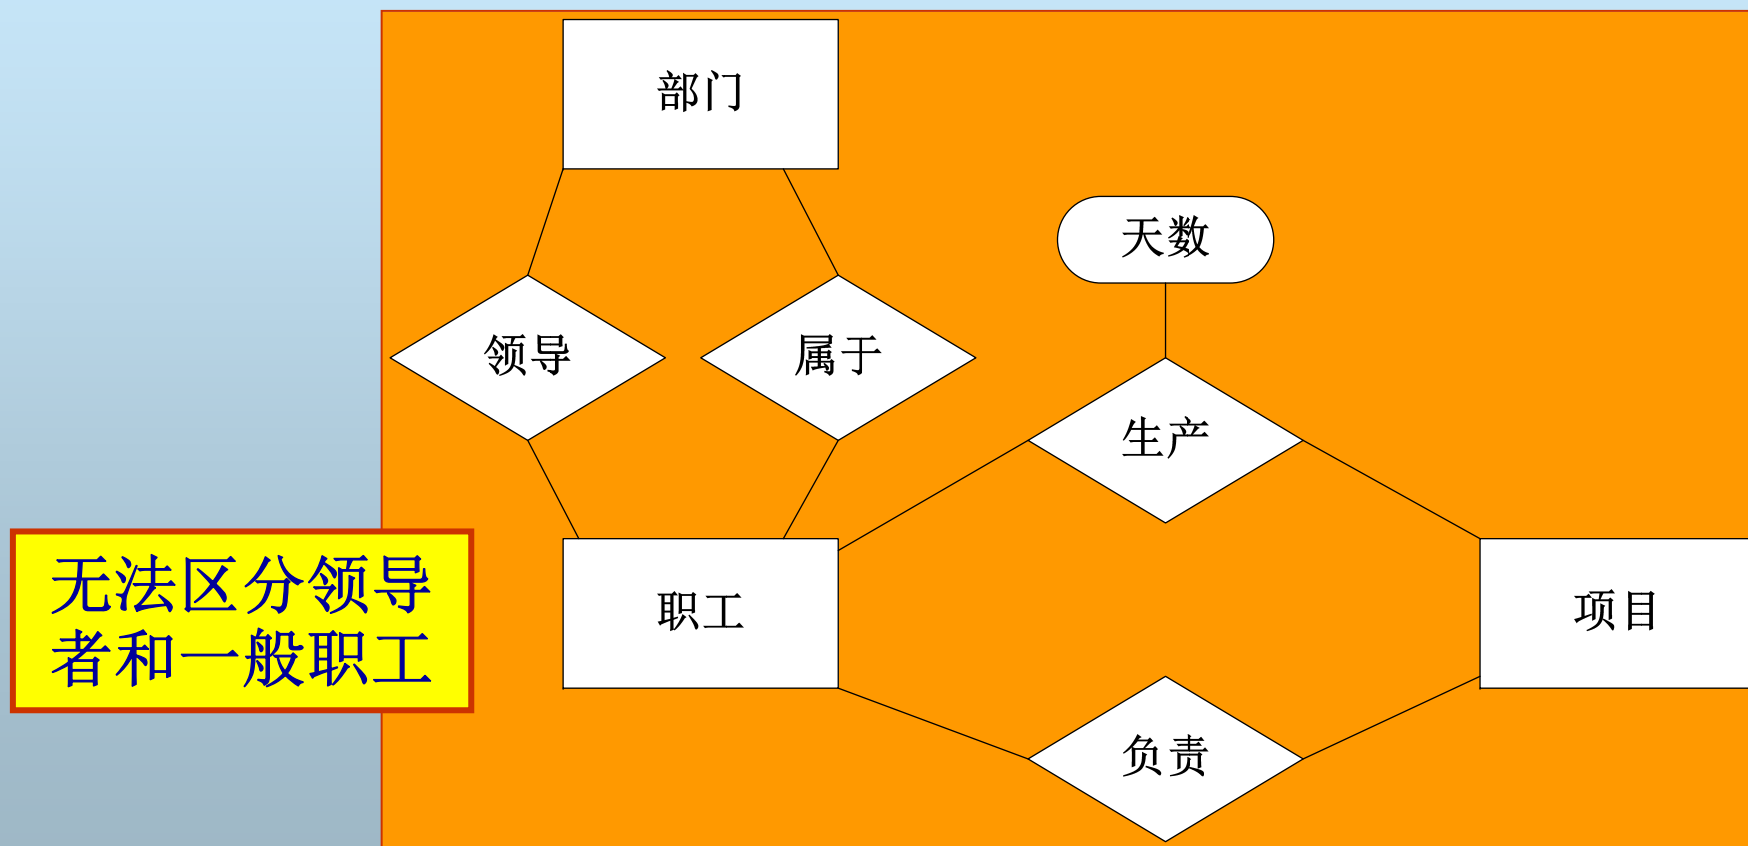 部门
天数
领导
属于
生产
无法区分领导
者和一般职工
职工
项目
负责